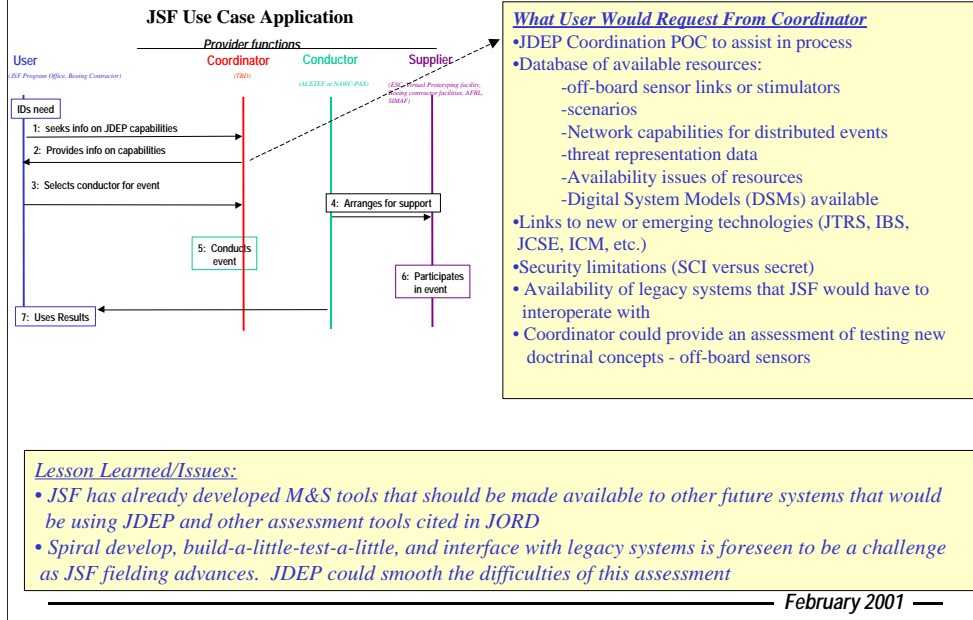 JSF Use Case Application
Provider functions
User
(JSF Program Office, Boeing Contractor)
Coordinator
(TBD)
Conductor
(ACETEF at NAWC-PAX)
Supplier
(ESC Virtual Prototyping facility,
Boeing contractor facilities, AFRL,
SIMAF)
IDs need
1: seeks info on JDEP capabilities
2: Provides info on capabilities
3: Selects conductor for event
4: Arranges for support
5: Conducts
event
6: Participates
in event
7: Uses Results
What User Would Request From Coordinator
•JDEP Coordination POC to assist in process
•Database of available resources:
-off-board sensor links or stimulators
-scenarios
-Network capabilities for distributed events
-threat representation data
-Availability issues of resources
-Digital System Models (DSMs) available
•Links to new or emerging technologies (JTRS, IBS,
JCSE, ICM, etc.)
•Security limitations (SCI versus secret)
• Availability of legacy systems that JSF would have to
interoperate with
• Coordinator could provide an assessment of testing new
doctrinal concepts - off-board sensors
Lesson Learned/Issues:
• JSF has already developed M&S tools that should be made available to other future systems that would
be using JDEP and other assessment tools cited in JORD
• Spiral develop, build-a-little-test-a-little, and interface with legacy systems is foreseen to be a challenge
as JSF fielding advances. JDEP could smooth the difficulties of this assessment
February 2001